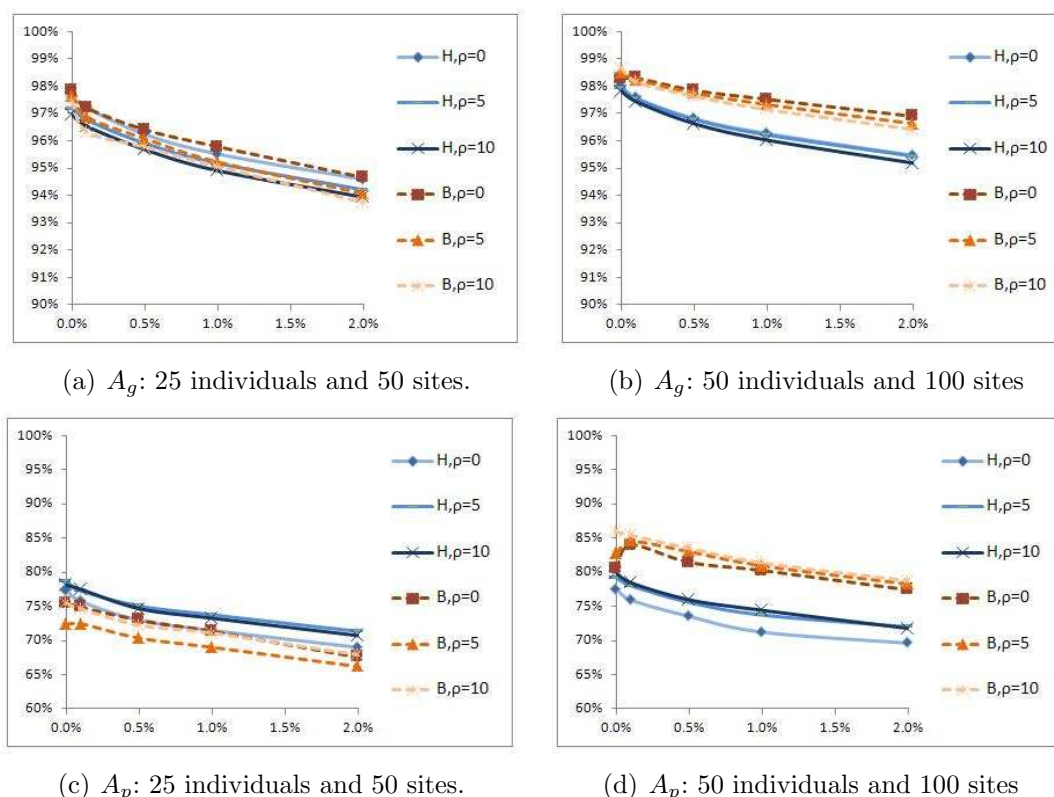 100%
99%
98%
97%
96%
95%
94%
93%
92%
91%
90%
0.0% 0.5% 1.0% 1.5% 2.0%
H,ρ=0
H,ρ=5
H,ρ=10
B,ρ=0
B,ρ=5
B,ρ=10
100%
99%
98%
97%
96%
95%
94%
93%
92%
91%
90%
0.0% 0.5% 1.0% 1.5% 2.0%
H,ρ=0
H,ρ=5
H,ρ=10
B,ρ=0
B,ρ=5
B,ρ=10
(a) A_g: 25 individuals and 50 sites.
(b) A_g: 50 individuals and 100 sites
100%
95%
90%
85%
80%
75%
70%
65%
60%
0.0% 0.5% 1.0% 1.5% 2.0%
H,ρ=0
H,ρ=5
H,ρ=10
B,ρ=0
B,ρ=5
B,ρ=10
100%
95%
90%
85%
80%
75%
70%
65%
60%
0.0% 0.5% 1.0% 1.5% 2.0%
H,ρ=0
H,ρ=5
H,ρ=10
B,ρ=0
B,ρ=5
B,ρ=10
(c) A_p: 25 individuals and 50 sites.
(d) A_p: 50 individuals and 100 sites